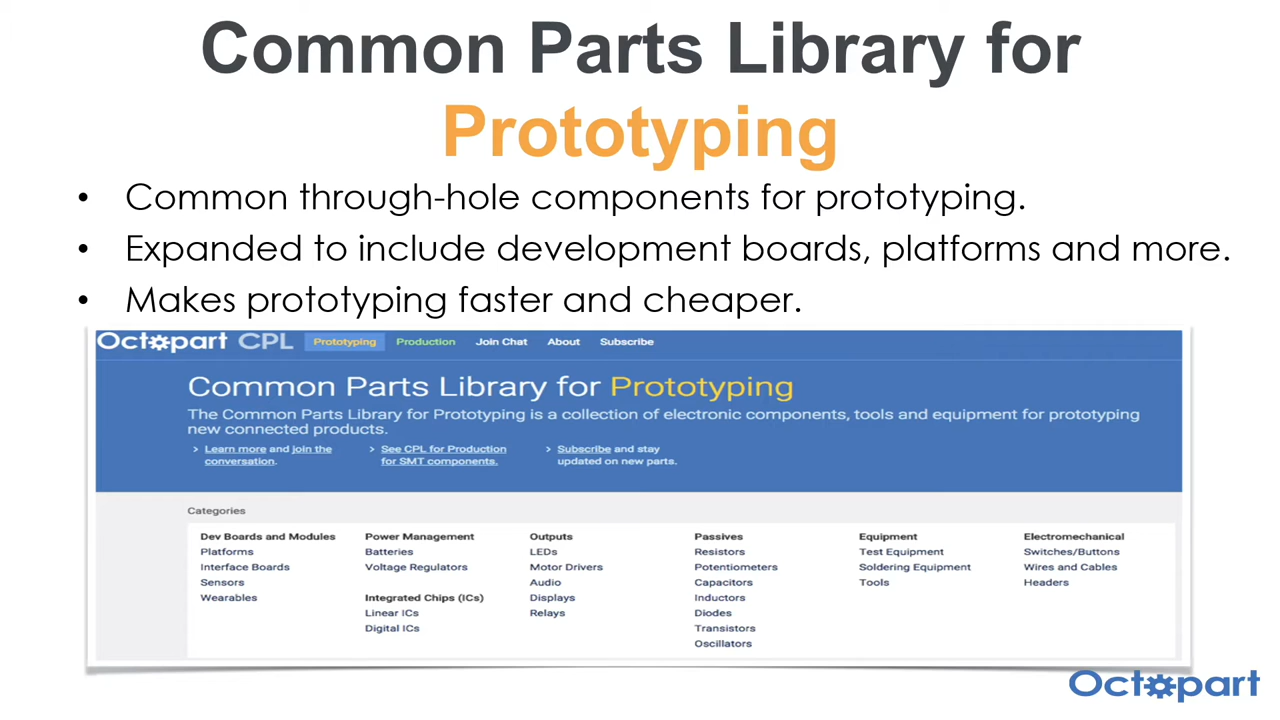 Common Parts Library for
Prototyping
• Common through-hole components for prototyping.
• Expanded to include development boards, platforms and more.
• Makes prototyping faster and cheaper.
Octopart CPL Prototyping Production Join Chat About Subscribe
Common Parts Library for Prototyping
The Common Parts Library for Prototyping is a collection of electronic components, tools and equipment for prototyping
new connected products.
> Learn more and join the
conversation.
> See CPL for Production
for SMT components.
> Subscribe and stay
updated on new parts.
Categories
Dev Boards and Modules
Platforms
Interface Boards
Sensors
Wearables
Power Management
Batteries
Voltage Regulators
Integrated Chips (ICs)
Linear ICs
Digital ICs
Outputs
LEDs
Motor Drivers
Audio
Displays
Relays
Passives
Resistors
Potentiometers
Capacitors
Inductors
Diodes
Transistors
Oscillators
Equipment
Test Equipment
Soldering Equipment
Tools
Electromechanical
Switches/Buttons
Wires and Cables
Headers
Octopart